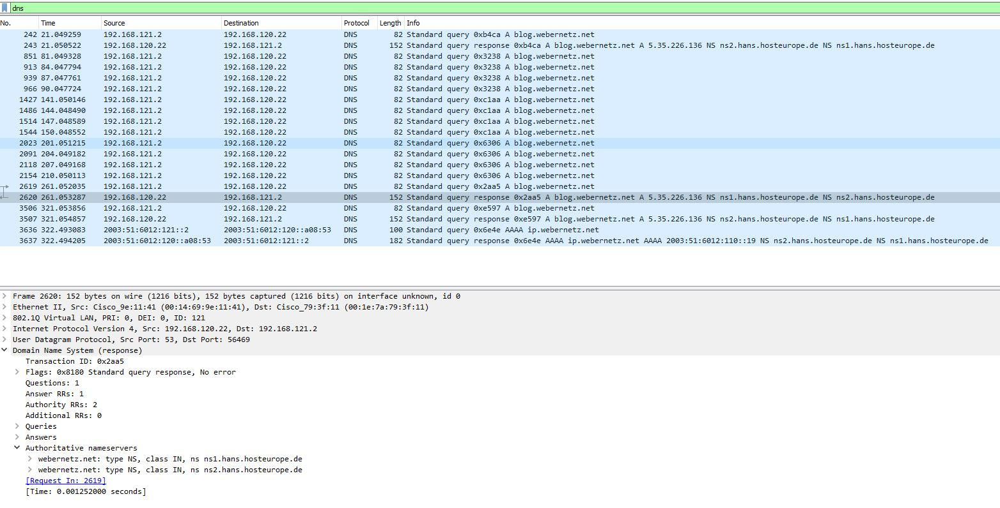 dns
No. Time Source Destination Protocol Length Info
242 21.049259 192.168.121.2 192.168.120.22 DNS 82 Standard query 0xb4ca A blog.webernetz.net
243 21.050522 192.168.120.22 192.168.121.2 DNS 152 Standard query response 0xb4ca A blog.webernetz.net A 5.35.226.136 NS ns2.hans.hosteurope.de NS ns1.hans.hosteurope.de
851 81.049328 192.168.121.2 192.168.120.22 DNS 82 Standard query 0x3238 A blog.webernetz.net
913 84.047794 192.168.121.2 192.168.120.22 DNS 82 Standard query 0x3238 A blog.webernetz.net
939 87.047761 192.168.121.2 192.168.120.22 DNS 82 Standard query 0x3238 A blog.webernetz.net
966 90.047724 192.168.121.2 192.168.120.22 DNS 82 Standard query 0x3238 A blog.webernetz.net
1427 141.050146 192.168.121.2 192.168.120.22 DNS 82 Standard query 0xc1aa A blog.webernetz.net
1486 144.048490 192.168.121.2 192.168.120.22 DNS 82 Standard query 0xc1aa A blog.webernetz.net
1514 147.048589 192.168.121.2 192.168.120.22 DNS 82 Standard query 0xc1aa A blog.webernetz.net
1544 150.048552 192.168.121.2 192.168.120.22 DNS 82 Standard query 0xc1aa A blog.webernetz.net
2023 201.051215 192.168.121.2 192.168.120.22 DNS 82 Standard query 0x6306 A blog.webernetz.net
2091 204.049182 192.168.121.2 192.168.120.22 DNS 82 Standard query 0x6306 A blog.webernetz.net
2118 207.049168 192.168.121.2 192.168.120.22 DNS 82 Standard query 0x6306 A blog.webernetz.net
2154 210.050113 192.168.121.2 192.168.120.22 DNS 82 Standard query 0x6306 A blog.webernetz.net
2619 261.052035 192.168.121.2 192.168.120.22 DNS 82 Standard query 0x2aa5 A blog.webernetz.net
2620 261.053287 192.168.120.22 192.168.121.2 DNS 152 Standard query response 0x2aa5 A blog.webernetz.net A 5.35.226.136 NS ns1.hans.hosteurope.de NS ns2.hans.hosteurope.de
3506 321.053856 192.168.121.2 192.168.120.22 DNS 82 Standard query 0xe597 A blog.webernetz.net
3507 321.054857 192.168.120.22 192.168.121.2 DNS 152 Standard query response 0xe597 A blog.webernetz.net A 5.35.226.136 NS ns2.hans.hosteurope.de NS ns1.hans.hosteurope.de
3636 322.493083 2003:51:6012:121::2 2003:51:6012:120::a08:53 DNS 100 Standard query 0x6e4e AAAA ip.webernetz.net
3637 322.494205 2003:51:6012:120::a08:53 2003:51:6012:121::2 DNS 182 Standard query response 0x6e4e AAAA ip.webernetz.net AAAA 2003:51:6012:110::19 NS ns2.hans.hosteurope.de NS ns1.hans.hosteurope.de
Frame 2620: 152 bytes on wire (1216 bits), 152 bytes captured (1216 bits) on interface unknown, id 0
Ethernet II, Src: Cisco_9e:11:41 (00:14:69:9e:11:41), Dst: Cisco_79:3f:11 (00:1e:7a:79:3f:11)
802.1Q Virtual LAN, PRI: 0, DEI: 0, ID: 121
Internet Protocol Version 4, Src: 192.168.120.22, Dst: 192.168.121.2
User Datagram Protocol, Src Port: 53, Dst Port: 56469
Domain Name System (response)
Transaction ID: 0x2aa5
Flags: 0x8180 Standard query response, No error
Questions: 1
Answer RRs: 1
Authority RRs: 2
Additional RRs: 0
Queries
Answers
Authoritative nameservers
webernetz.net: type NS, class IN, ns ns1.hans.hosteurope.de
webernetz.net: type NS, class IN, ns ns2.hans.hosteurope.de
[Request In: 2619]
[Time: 0.001252000 seconds]